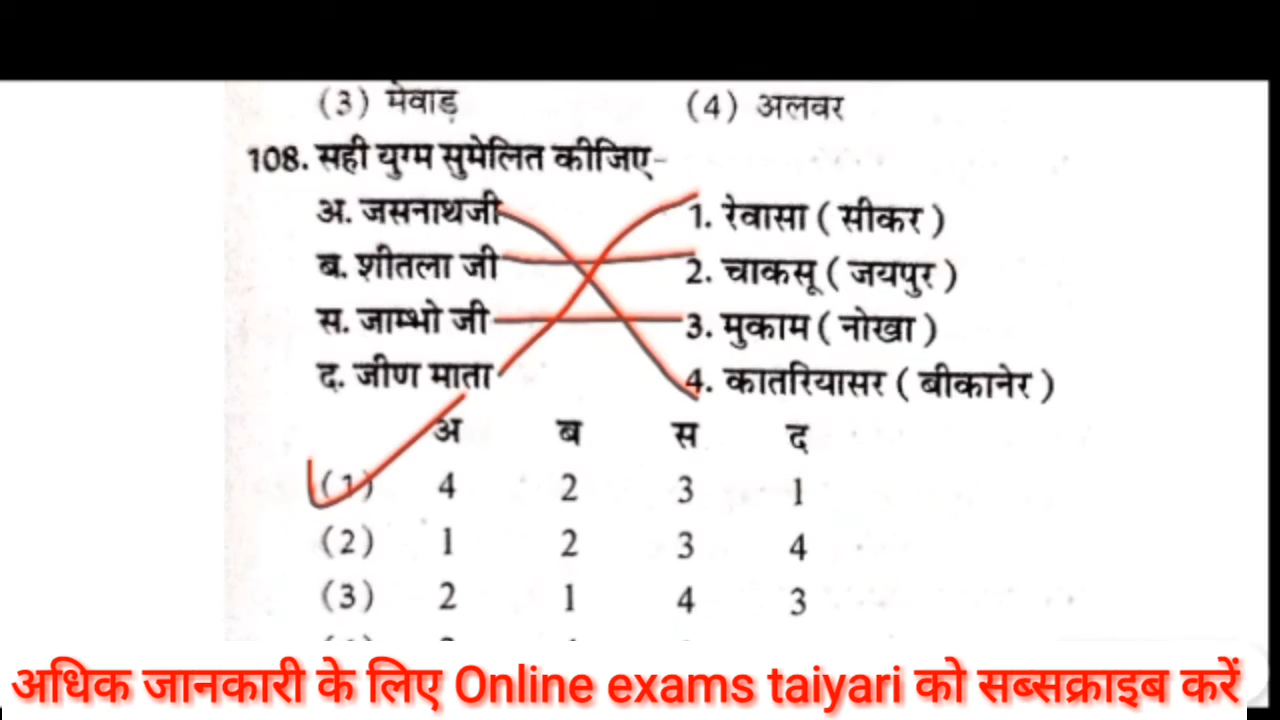 (3) मेवाड़ (4) अलवर
108. सही युग्म सुमेलित कीजिए-
अ. जसनाथजी 1. रेवासा ( सीकर )
ब. शीतला जी 2. चाकसू ( जयपुर )
स. जाम्भो जी 3. मुकाम ( नोखा )
द. जीण माता 4. कातरियासर ( बीकानेर )
अ ब स द
(1) 4 2 3 1
(2) 1 2 3 4
(3) 2 1 4 3
अधिक जानकारी के लिए Online exams taiyari को सब्सक्राइब करें